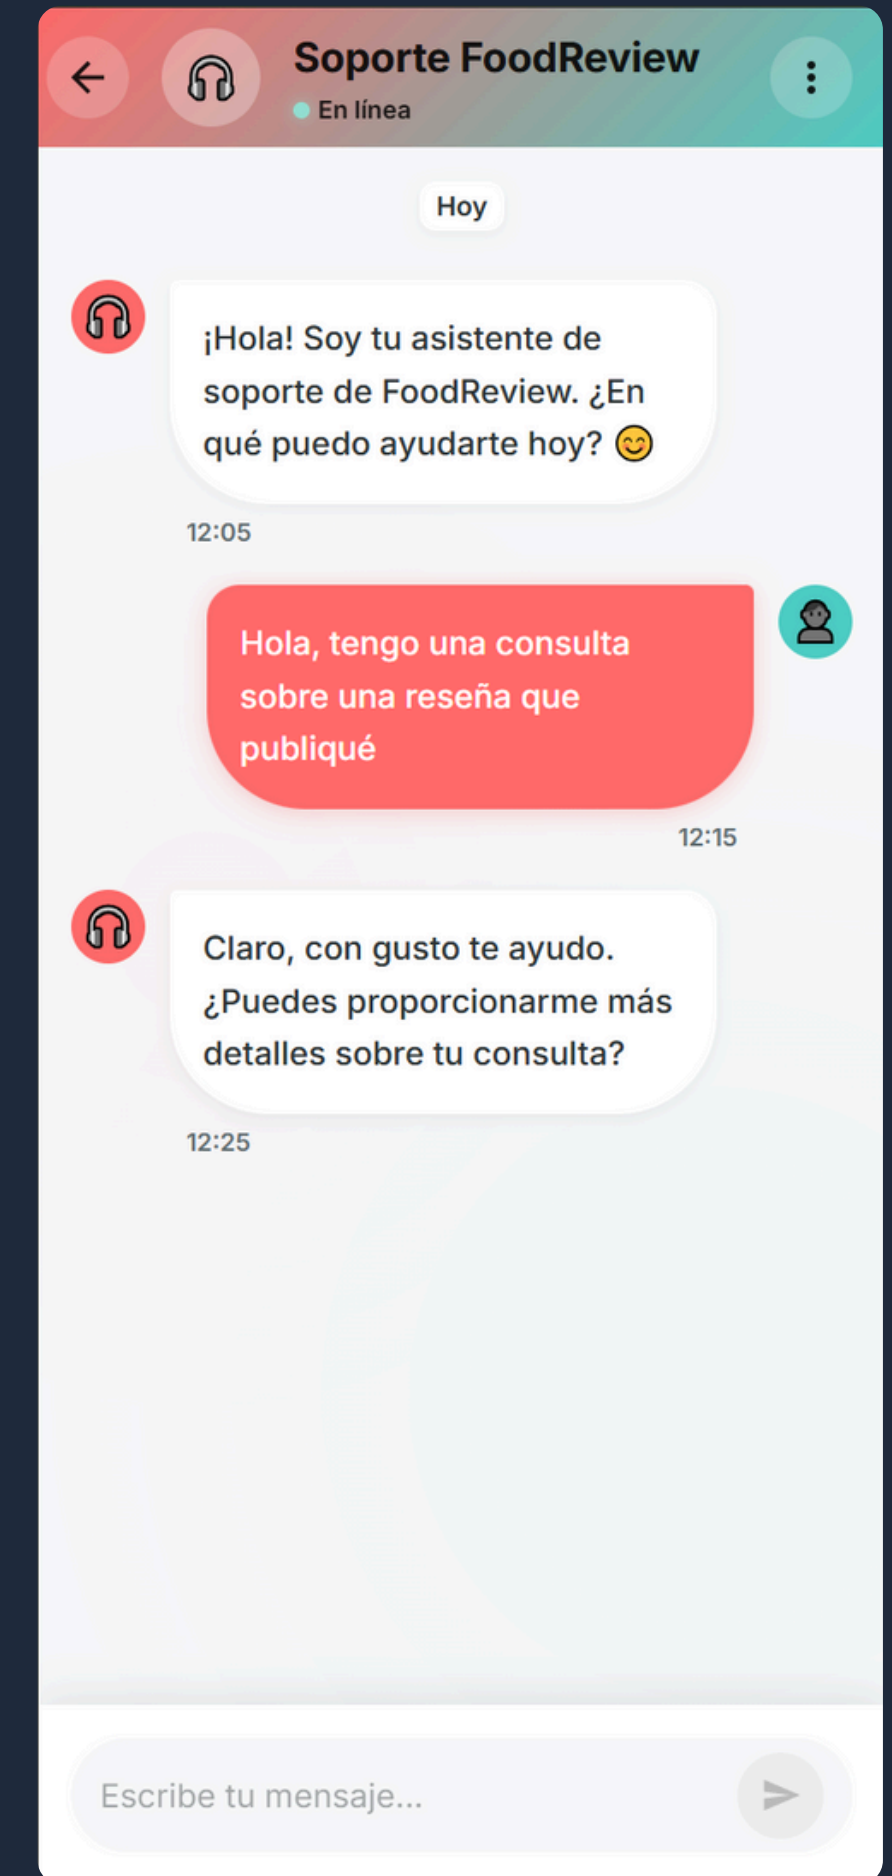 Soporte FoodReview
En línea
Hoy
¡Hola! Soy tu asistente de
soporte de FoodReview. ¿En
qué puedo ayudarte hoy? 😊
12:05
Hola, tengo una consulta
sobre una reseña que
publiqué
12:15
Claro, con gusto te ayudo.
¿Puedes proporcionarme más
detalles sobre tu consulta?
12:25
Escribe tu mensaje...